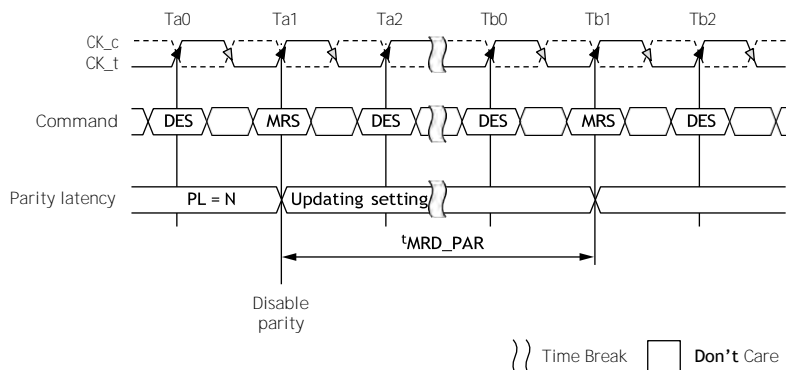 Ta0 Ta1 Ta2 Tb0 Tb1 Tb2
CK_c
CK_t
Command DES MRS DES DES MRS DES
Parity latency PL = N Updating setting
tMRD_PAR
Disable
parity
Time Break Don't Care